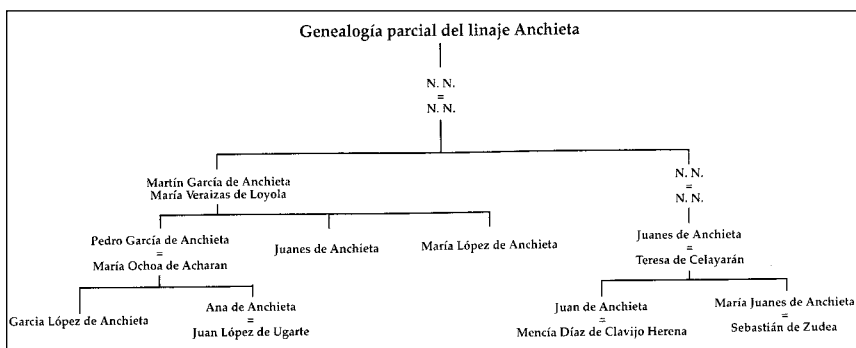 Genealogía parcial del linaje Anchieta
N. N.
=
N. N.
Martín García de Anchieta
María Veraizas de Loyola
N. N.
=
N. N.
Pedro García de Anchieta
=
María Ochoa de Acharan
Juanes de Anchieta
María López de Anchieta
Juanes de Anchieta
=
Teresa de Celayarán
Garcia López de Anchieta
Ana de Anchieta
=
Juan López de Ugarte
Juan de Anchieta
=
Mencía Díaz de Clavijo Herena
María Juanes de Anchieta
=
Sebastián de Zudea